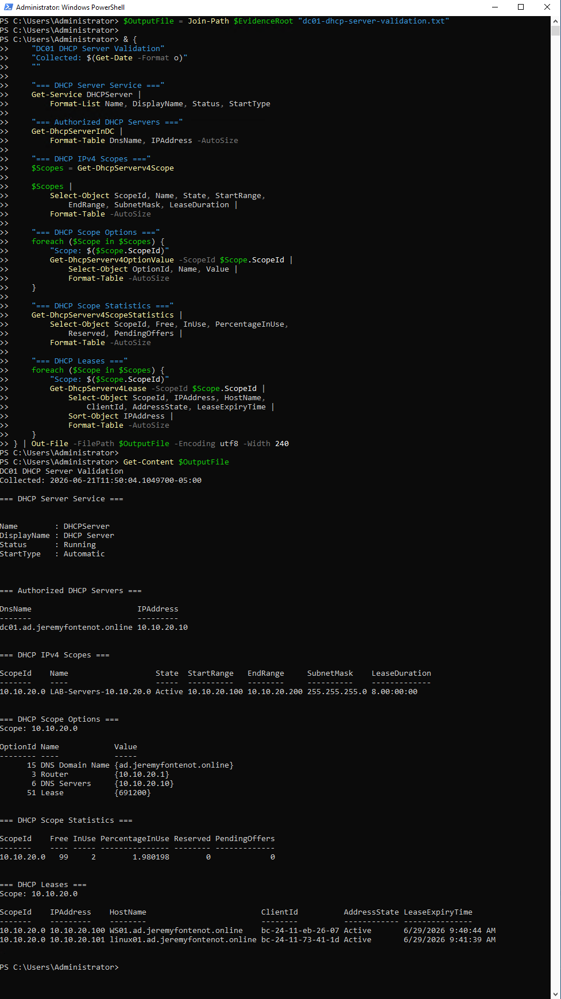 Administrator: Windows PowerShell
PS C:\Users\Administrator> $OutputFile = Join-Path $EvidenceRoot "dc01-dhcp-server-validation.txt"
PS C:\Users\Administrator>
PS C:\Users\Administrator> & {
>>     "DC01 DHCP Server Validation"
>>     "Collected: $(Get-Date -Format o)"
>>     ""
>>
>>     "=== DHCP Server Service ==="
>>     Get-Service DHCPServer |
>>         Format-List Name, DisplayName, Status, StartType
>>
>>     "=== Authorized DHCP Servers ==="
>>     Get-DhcpServerInDC |
>>         Format-Table DnsName, IPAddress -AutoSize
>>
>>     "=== DHCP IPv4 Scopes ==="
>>     $Scopes = Get-DhcpServerv4Scope
>>
>>     $Scopes |
>>         Select-Object ScopeId, Name, State, StartRange,
>>             EndRange, SubnetMask, LeaseDuration |
>>         Format-Table -AutoSize
>>
>>     "=== DHCP Scope Options ==="
>>     foreach ($Scope in $Scopes) {
>>         "Scope: $($Scope.ScopeId)"
>>         Get-DhcpServerv4OptionValue -ScopeId $Scope.ScopeId |
>>             Select-Object OptionId, Name, Value |
>>             Format-Table -AutoSize
>>     }
>>
>>     "=== DHCP Scope Statistics ==="
>>     Get-DhcpServerv4ScopeStatistics |
>>         Select-Object ScopeId, Free, InUse, PercentageInUse,
>>             Reserved, PendingOffers |
>>         Format-Table -AutoSize
>>
>>     "=== DHCP Leases ==="
>>     foreach ($Scope in $Scopes) {
>>         "Scope: $($Scope.ScopeId)"
>>         Get-DhcpServerv4Lease -ScopeId $Scope.ScopeId |
>>             Select-Object ScopeId, IPAddress, HostName,
>>                 ClientId, AddressState, LeaseExpiryTime |
>>             Sort-Object IPAddress |
>>             Format-Table -AutoSize
>>     }
>> } | Out-File -FilePath $OutputFile -Encoding utf8 -Width 240
PS C:\Users\Administrator>
PS C:\Users\Administrator> Get-Content $OutputFile
DC01 DHCP Server Validation
Collected: 2026-06-21T11:50:04.1049700-05:00

=== DHCP Server Service ===


Name        : DHCPServer
DisplayName : DHCP Server
Status      : Running
StartType   : Automatic



=== Authorized DHCP Servers ===

DnsName                       IPAddress
-------                       ---------
dc01.ad.jeremyfontenot.online 10.10.20.10


=== DHCP IPv4 Scopes ===

ScopeId    Name                   State  StartRange   EndRange     SubnetMask    LeaseDuration
-------    ----                   -----  ----------   --------     ----------    -------------
10.10.20.0 LAB-Servers-10.10.20.0 Active 10.10.20.100 10.10.20.200 255.255.255.0 8.00:00:00


=== DHCP Scope Options ===
Scope: 10.10.20.0

OptionId Name            Value
-------- ----            -----
      15 DNS Domain Name {ad.jeremyfontenot.online}
       3 Router          {10.10.20.1}
       6 DNS Servers     {10.10.20.10}
      51 Lease           {691200}


=== DHCP Scope Statistics ===

ScopeId    Free InUse PercentageInUse Reserved PendingOffers
-------    ---- ----- --------------- -------- -------------
10.10.20.0   99     2        1.980198        0             0


=== DHCP Leases ===
Scope: 10.10.20.0

ScopeId    IPAddress    HostName                         ClientId          AddressState LeaseExpiryTime
-------    ---------    --------                         --------          ------------ ---------------
10.10.20.0 10.10.20.100 WS01.ad.jeremyfontenot.online    bc-24-11-eb-26-07 Active       6/29/2026 9:40:44 AM
10.10.20.0 10.10.20.101 linux01.ad.jeremyfontenot.online bc-24-11-73-41-1d Active       6/29/2026 9:41:39 AM


PS C:\Users\Administrator>